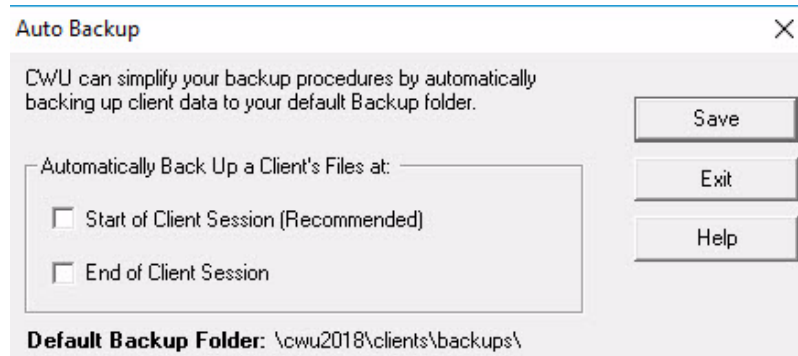 Auto Backup
CWU can simplify your backup procedures by automatically
backing up client data to your default Backup folder.
Save
Automatically Back Up a Client's Files at:
Exit
Start of Client Session (Recommended)
Help
End of Client Session
Default Backup Folder: \cwu2018\clients\backups\